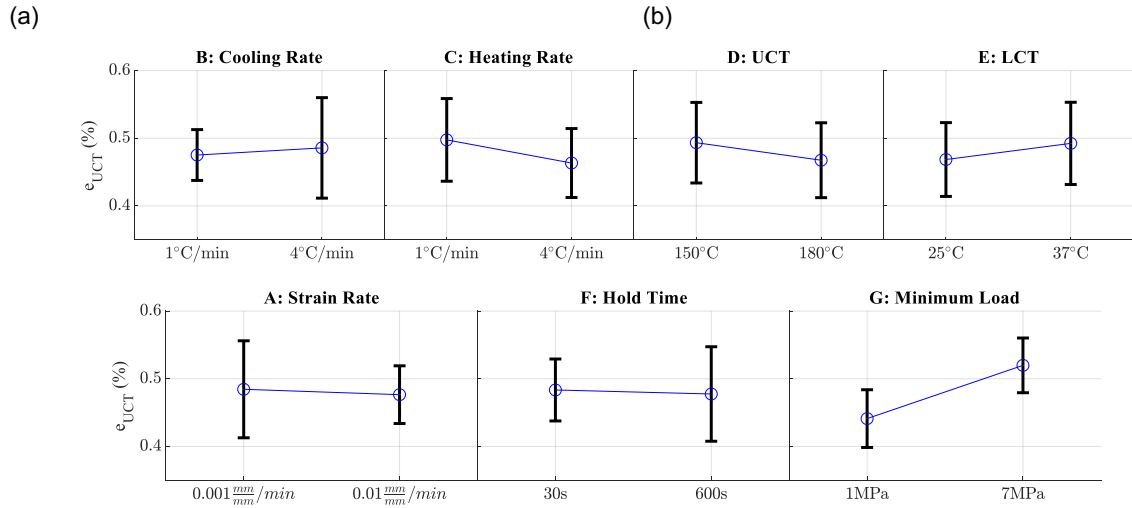 (a) (b)
B: Cooling Rate C: Heating Rate D: UCT E: LCT
0.6
0.5
0.4
e_UCT (%)
1°C/min 4°C/min 1°C/min 4°C/min 150°C 180°C 25°C 37°C
A: Strain Rate F: Hold Time G: Minimum Load
0.6
0.5
0.4
e_UCT (%)
0.001 mm/mm/min 0.01 mm/mm/min 30s 600s 1MPa 7MPa